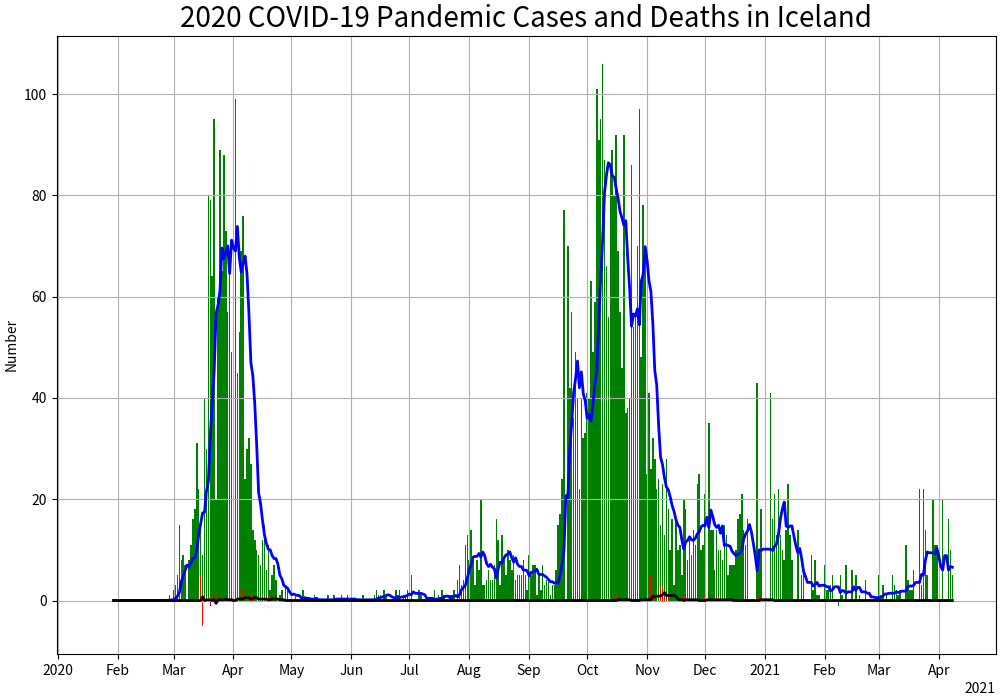 2020 COVID-19 Pandemic Cases and Deaths in Iceland
Number
100
80
60
40
20
0
2020 Feb Mar Apr May Jun Jul Aug Sep Oct Nov Dec 2021 Feb Mar Apr
2021